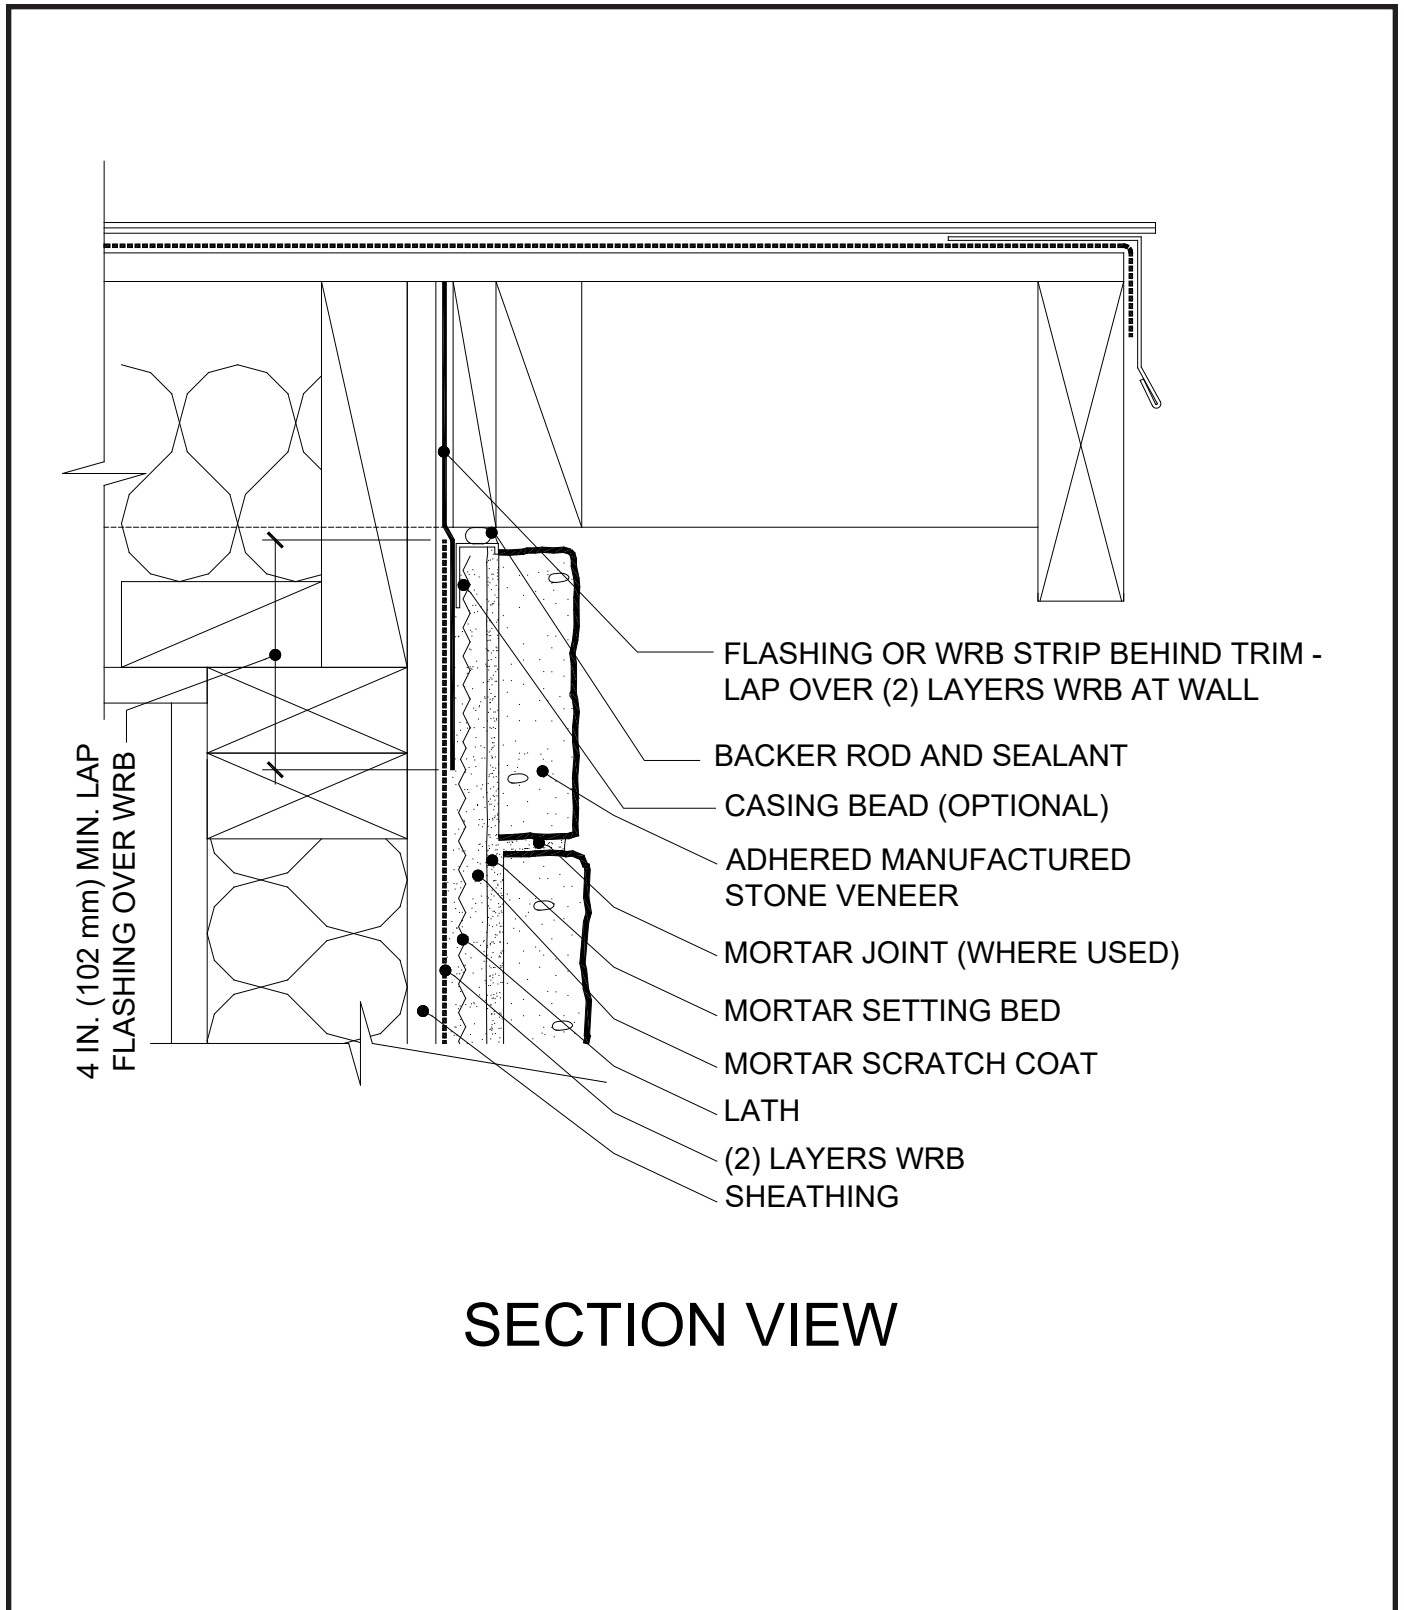 FLASHING OR WRB STRIP BEHIND TRIM -
LAP OVER (2) LAYERS WRB AT WALL
BACKER ROD AND SEALANT
CASING BEAD (OPTIONAL)
ADHERED MANUFACTURED
STONE VENEER
MORTAR JOINT (WHERE USED)
MORTAR SETTING BED
MORTAR SCRATCH COAT
LATH
(2) LAYERS WRB
SHEATHING
4 IN. (102 mm) MIN. LAP
FLASHING OVER WRB
SECTION VIEW